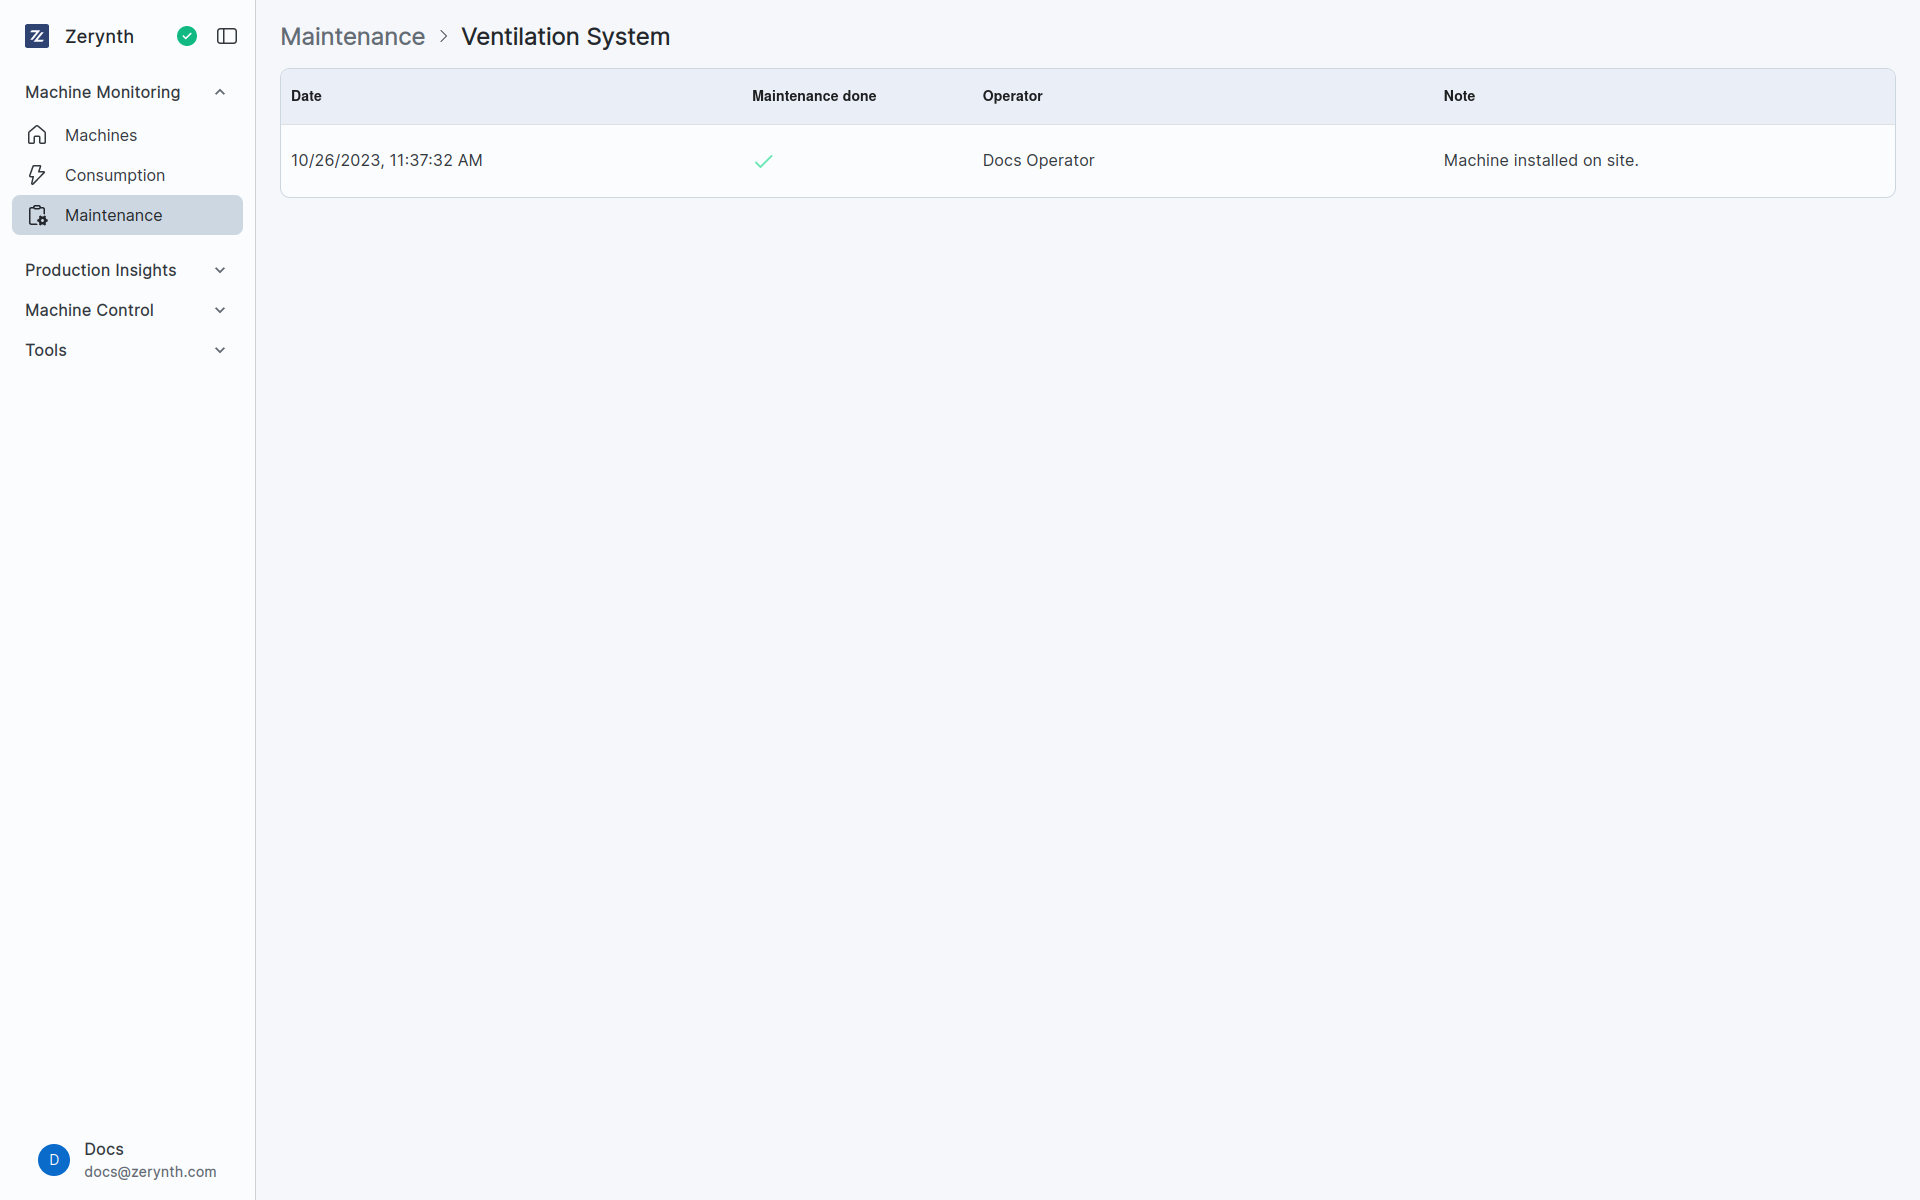 Zerynth
Machine Monitoring
Machines
Consumption
Maintenance
Production Insights
Machine Control
Tools
Docs
D
docs@zerynth.com
Maintenance > Ventilation System
Date Maintenance done Operator Note
10/26/2023, 11:37:32 AM Docs Operator Machine installed on site.